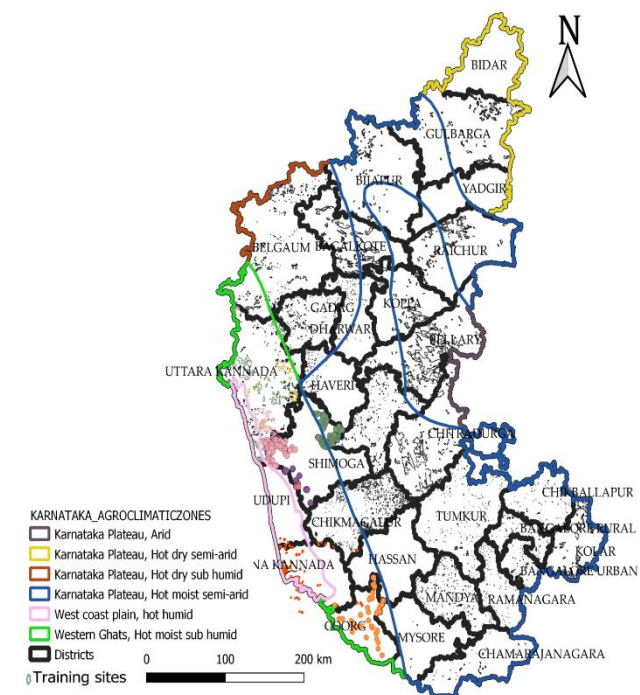 N
BIDAR
GULBARGA
BIJAPUR
YADGIR
BELGAUM
BAGALKOTE
RAICHUR
GADAG
KOPPA
DHARWAR
BELLARY
UTTARA KANNADA
HAVERI
CHITRADURGA
SHIMOGA
UDUPI
CHIKBALLAPUR
CHIKMAGALUR
TUMKUR
BANGALORE RURAL
KOLAR
NA KANNADA
HASSAN
BANGALORE URBAN
MANDYA
RAMANAGARA
COORG
MYSORE
CHAMARAJANAGARA
KARNATAKA_AGROCLIMATICZONES
Karnataka Plateau, Arid
Karnataka Plateau, Hot dry semi-arid
Karnataka Plateau, Hot dry sub humid
Karnataka Plateau, Hot moist semi-arid
West coast plain, hot humid
Western Ghats, Hot moist sub humid
Districts
Training sites
0 100 200 km